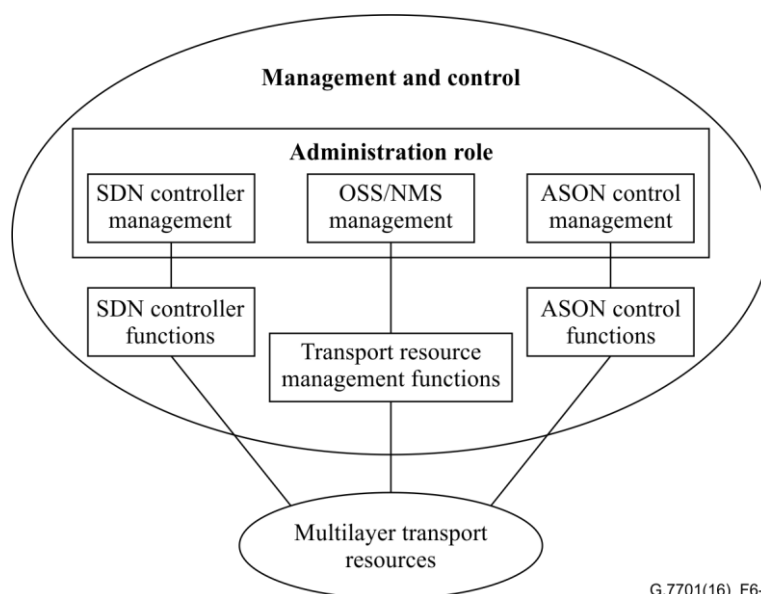 Management and control
Administration role
SDN controller
management
OSS/NMS
management
ASON control
management
SDN controller
functions
Transport resource
management functions
ASON control
functions
Multilayer transport
resources
G.7701(16)_F6-